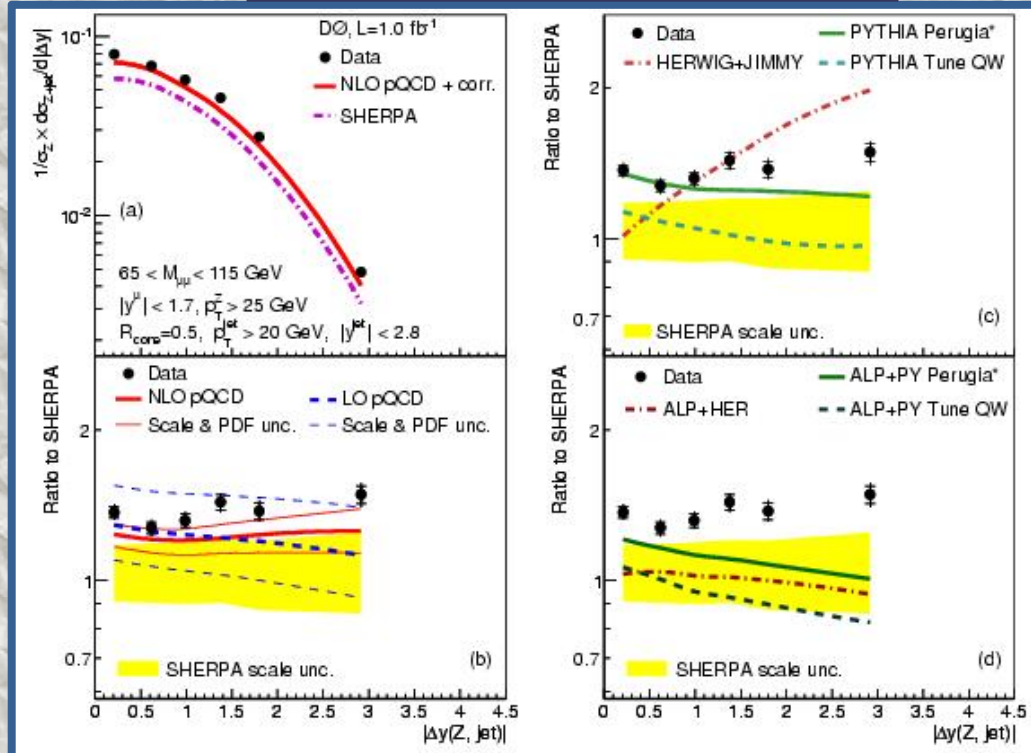 1/σ_Z × dσ_Z+jet/d|Δy|
10⁻¹
10⁻²
DØ, L=1.0 fb⁻¹
Data
NLO pQCD + corr.
SHERPA
(a)
65 < M_μμ < 115 GeV
|y^μ| < 1.7, p_T^Z > 25 GeV
R_cone=0.5, p_T^jet > 20 GeV, |y^jet| < 2.8
Ratio to SHERPA
2
1
0.7
Data
NLO pQCD
Scale & PDF unc.
LO pQCD
Scale & PDF unc.
SHERPA scale unc.
(b)
0 0.5 1 1.5 2 2.5 3 3.5 4 4.5
|Δy(Z, jet)|
Ratio to SHERPA
2
1
0.7
Data
HERWIG+JIMMY
PYTHIA Perugia*
PYTHIA Tune QW
SHERPA scale unc.
(c)
Ratio to SHERPA
2
1
0.7
Data
ALP+HER
ALP+PY Perugia*
ALP+PY Tune QW
SHERPA scale unc.
(d)
0 0.5 1 1.5 2 2.5 3 3.5 4 4.5
|Δy(Z, jet)|